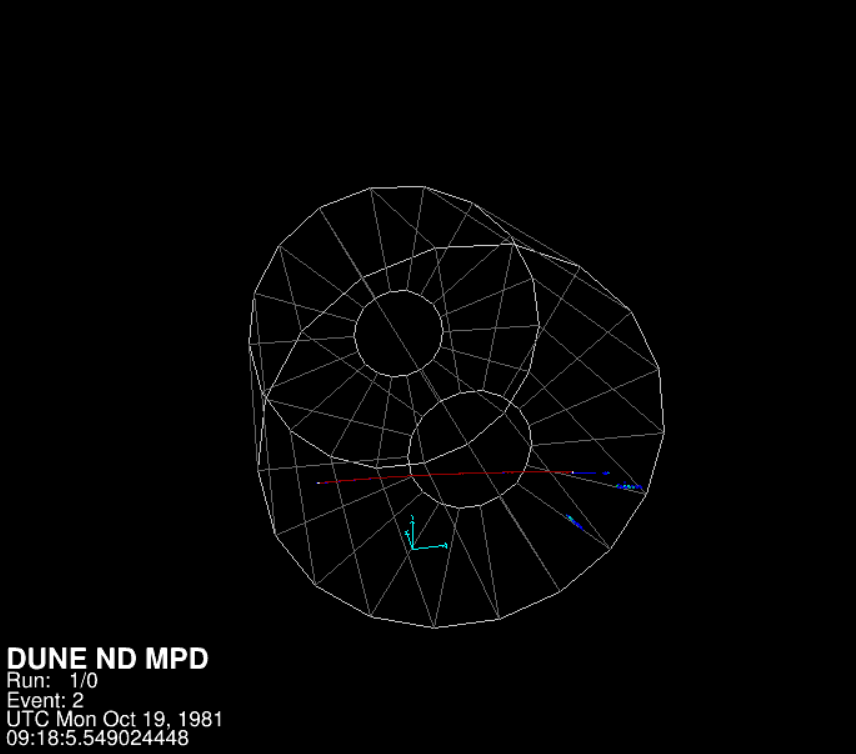 DUNE ND MPD
Run: 1/0
Event: 2
UTC Mon Oct 19, 1981
09:18:5.549024448